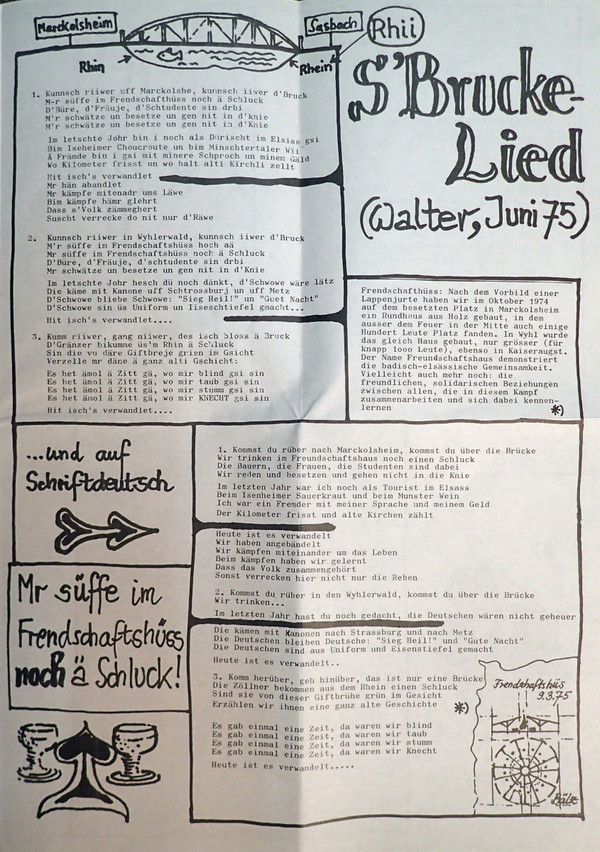 Marckolsheim
Sasbach
Rhii
Rhin
Rhein
S'Brucke-
Lied
(Walter, Juni 75)
1. Kunnsch riiwer uff Marckolshe, kunnsch iiver d'Bruck
M-r süffe im Frendschafthüss noch ä Schluck
D'Büre, d'Fräuje, d'Schtudente sin drbi
M'r schwätze un besetze un gen nit in d'Knie
M'r schwätze un besetze un gen nit in d'Knie
Im letschte Johr bin i noch als Dürischt im Elsiss gsi
Bim Iseheimer Choucroute un bim Minschtertaler Wii
Ä Främde bin i gsi mit minere Schproch un minem Gäld
Wo Kilometer frisst un wo halt alti Kirchli zellt
Hit isch's verwandlet
Mr hän abandlet
Mr kämpfe mitenadr ums Läwe
Bim kämpfe hämr glehrt
Dass s'Volk zämmeghert
Suscht verrecke do nit nur d'Räwe
2. Kunnsch riiwer in Wyhlerwald, kunnsch iiwer d'Bruck
M'r süffe im Frendschafthüss hoch aä
Mr süffe im Frendschafthüss noch ä Schluck
D'Büre, d'Fräuje, d'Schtudente sin drbi
Mr schwätze un besetze un gen nit in d'Knie
Im letschte Johr hesch dü noch dänkt, d'Schwowe wäre lätz
Die käme mit Kanone uff Schtrossburj un uff Metz
D'Schwowe bliebe Schwowe: "Sieg Heil!" un "Guet Nacht"
D'Schwowe sin üs Uniform un Iiseschtiefel gmacht...
Hit isch's verwandlet....
3. Kumm riiwer, gang niiwer, des isch bloss ä Bruck
D'Gränzer bikumme üs'm Rhin ä Schluck
Sin die vu däre Giftbreje grien im Gsicht
Verzelle mr däne ä ganz alti Gschicht:
Es het ämol ä Zitt gä, wo mir blind gsi sin
Es het ämol ä Zitt gä, wo mir taub gsi sin
Es het ämol ä Zitt gä, wo mir stumm gsi sin
Es het ämol ä Zitt gä, wo mir KNECHT gsi sin
Hit isch's verwandlet....
Frendschafthüss: Nach dem Vorbild einer
Lappenjurte haben wir im Oktober 1974
auf dem besetzten Platz in Marckolsheim
ein Rundhaus aus Holz gebaut, in dem
ausser dem Feuer in der Mitte auch einige
Hundert Leute Platz fanden. In Wyhl wurde
das gleich Haus gebaut, nur grösser (für
knapp looo Leute), ebenso in Kaiseraugst.
Der Name Freundschaftshaus demonstriert
die badisch-elsässische Gemeinsamkeit.
Vielleicht auch mehr noch: die
freundlichen, solidarischen Beziehungen
zwischen allen, die in diesem Kampf
zusammenarbeiten und sich dabei kennen-
lernen *)
...und auf
Schriftdeutsch
1. Kommst du rüber nach Marckolsheim, kommst du über die Brücke
Wir trinken im Freundschaftshaus noch einen Schluck
Die Bauern, die Frauen, die Studenten sind dabei
Wir reden und besetzen und gehen nicht in die Knie
Im letzten Jahr war ich noch als Tourist im Elsass
Beim Isenheimer Sauerkraut und beim Munster Wein
Ich war ein Fremder mit meiner Sprache und meinem Geld
Der Kilometer frisst und alte Kirchen zählt
Heute ist es verwandelt
Wir haben angebändelt
Wir kämpfen miteinander um das Leben
Beim kämpfen haben wir gelernt
Dass das Volk zusammengehört
Sonst verrecken hier nicht nur die Reben
2. Kommst du rüber in den Wyhlerwald, kommst du über die Brücke
Wir trinken...
Im letzten Jahr hast du noch gedacht, die Deutschen wären nicht geheuer
Die kämen mit Kanonen nach Strassburg und nach Metz
Die Deutschen bleiben Deutsche: "Sieg Heil!" und "Gute Nacht"
Die Deutschen sind aus Uniform und Eisenstiefel gemacht
Heute ist es verwandelt..
3. Komm herüber, geh hinüber, das ist nur eine Brücke
Die Zöllner bekommen aus dem Rhein einen Schluck
Sind sie von dieser Giftbrühe grün im Gesicht
Erzählen wir ihnen eine ganz alte Geschichte *)
Es gab einmal eine Zeit, da waren wir blind
Es gab einmal eine Zeit, da waren wir taub
Es gab einmal eine Zeit, da waren wir stumm
Es gab einmal eine Zeit, da waren wir Knecht
Heute ist es verwandelt.....
Mr süffe im
Frendschaftshüss
noch ä Schluck!
Frendschaftshüs
9.3.75
Bälz